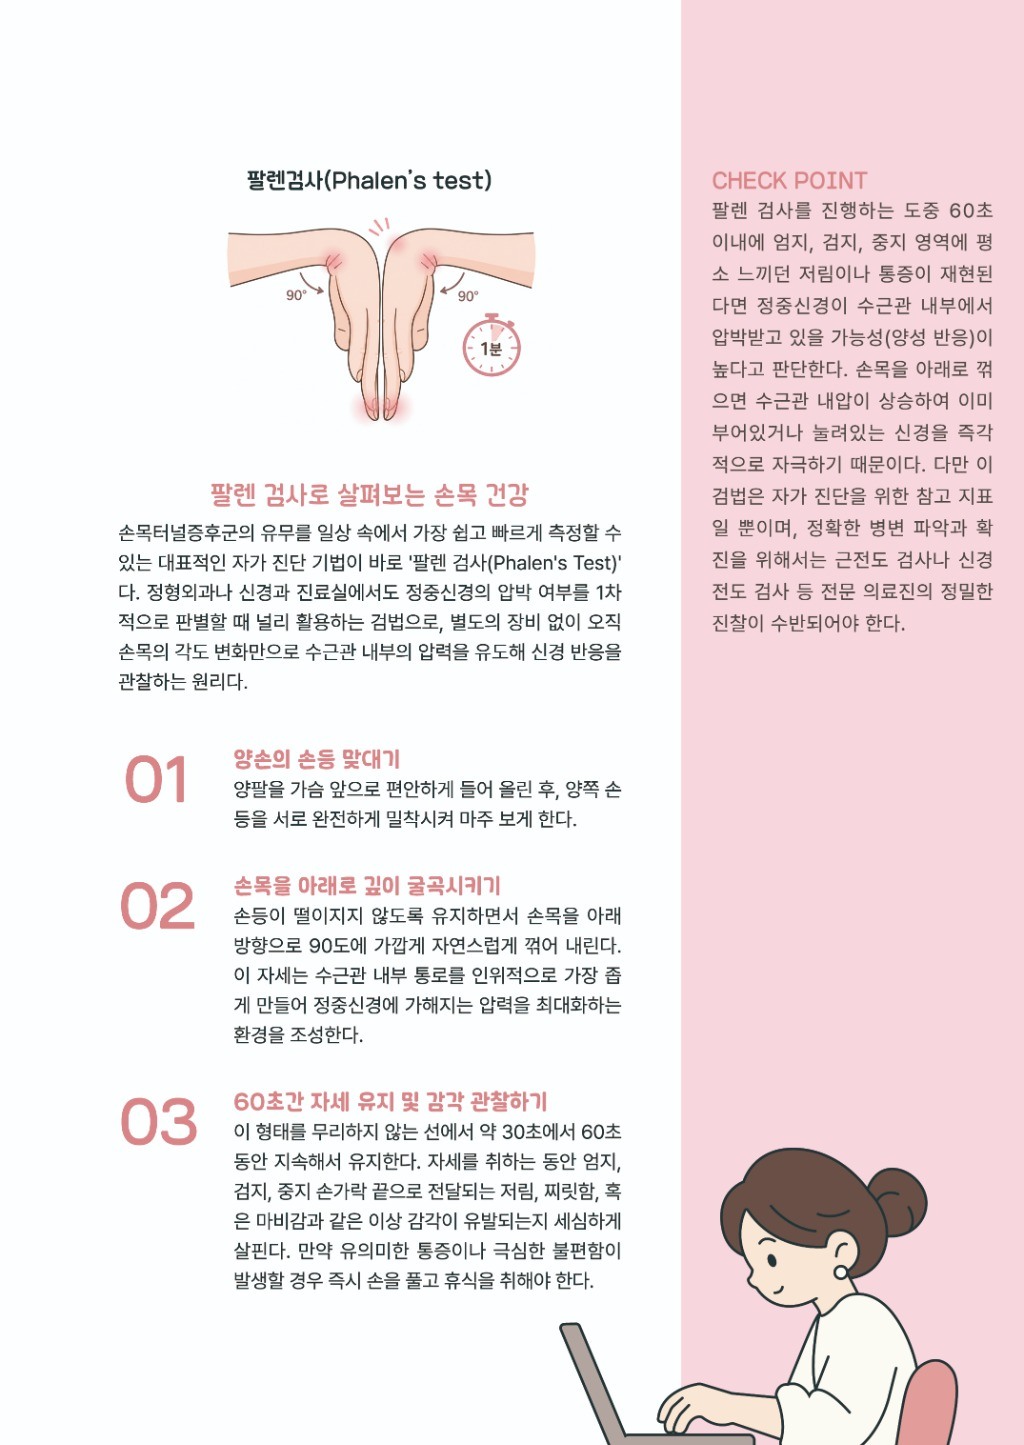 팔렌검사(Phalen's test)
90°
90°
1분
팔렌 검사로 살펴보는 손목 건강
손목터널증후군의 유무를 일상 속에서 가장 쉽고 빠르게 측정할 수
있는 대표적인 자가 진단 기법이 바로 '팔렌 검사(Phalen's Test)'
다. 정형외과나 신경과 진료실에서도 정중신경의 압박 여부를 1차
적으로 판별할 때 널리 활용하는 검법으로, 별도의 장비 없이 오직
손목의 각도 변화만으로 수근관 내부의 압력을 유도해 신경 반응을
관찰하는 원리다.
01
양손의 손등 맞대기
양팔을 가슴 앞으로 편안하게 들어 올린 후, 양쪽 손
등을 서로 완전하게 밀착시켜 마주 보게 한다.
02
손목을 아래로 깊이 굴곡시키기
손등이 떨이지지 않도록 유지하면서 손목을 아래
방향으로 90도에 가깝게 자연스럽게 꺾어 내린다.
이 자세는 수근관 내부 통로를 인위적으로 가장 좁
게 만들어 정중신경에 가해지는 압력을 최대화하는
환경을 조성한다.
03
60초간 자세 유지 및 감각 관찰하기
이 형태를 무리하지 않는 선에서 약 30초에서 60초
동안 지속해서 유지한다. 자세를 취하는 동안 엄지,
검지, 중지 손가락 끝으로 전달되는 저림, 찌릿함, 혹
은 마비감과 같은 이상 감각이 유발되는지 세심하게
살핀다. 만약 유의미한 통증이나 극심한 불편함이
발생할 경우 즉시 손을 풀고 휴식을 취해야 한다.
CHECK POINT
팔렌 검사를 진행하는 도중 60초
이내에 엄지, 검지, 중지 영역에 평
소 느끼던 저림이나 통증이 재현된
다면 정중신경이 수근관 내부에서
압박받고 있을 가능성(양성 반응)이
높다고 판단한다. 손목을 아래로 꺾
으면 수근관 내압이 상승하여 이미
부어있거나 눌려있는 신경을 즉각
적으로 자극하기 때문이다. 다만 이
검법은 자가 진단을 위한 참고 지표
일 뿐이며, 정확한 병변 파악과 확
진을 위해서는 근전도 검사나 신경
전도 검사 등 전문 의료진의 정밀한
진찰이 수반되어야 한다.